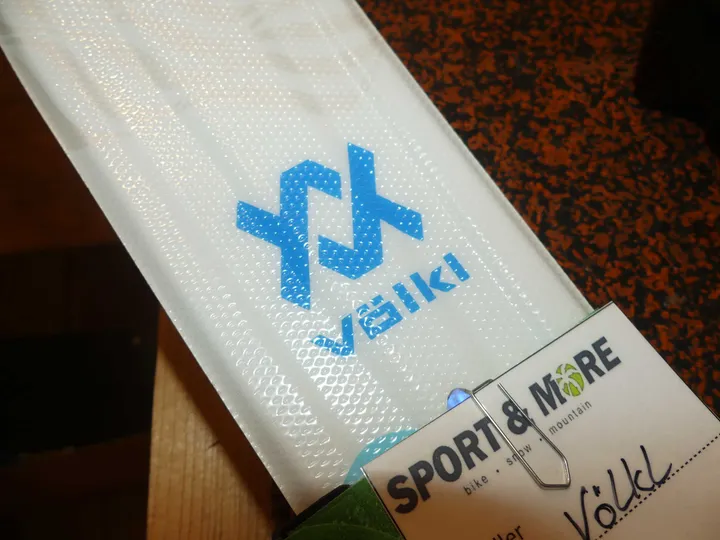 völkl
SPORT & MORE
bike . snow . mountain
Völkl